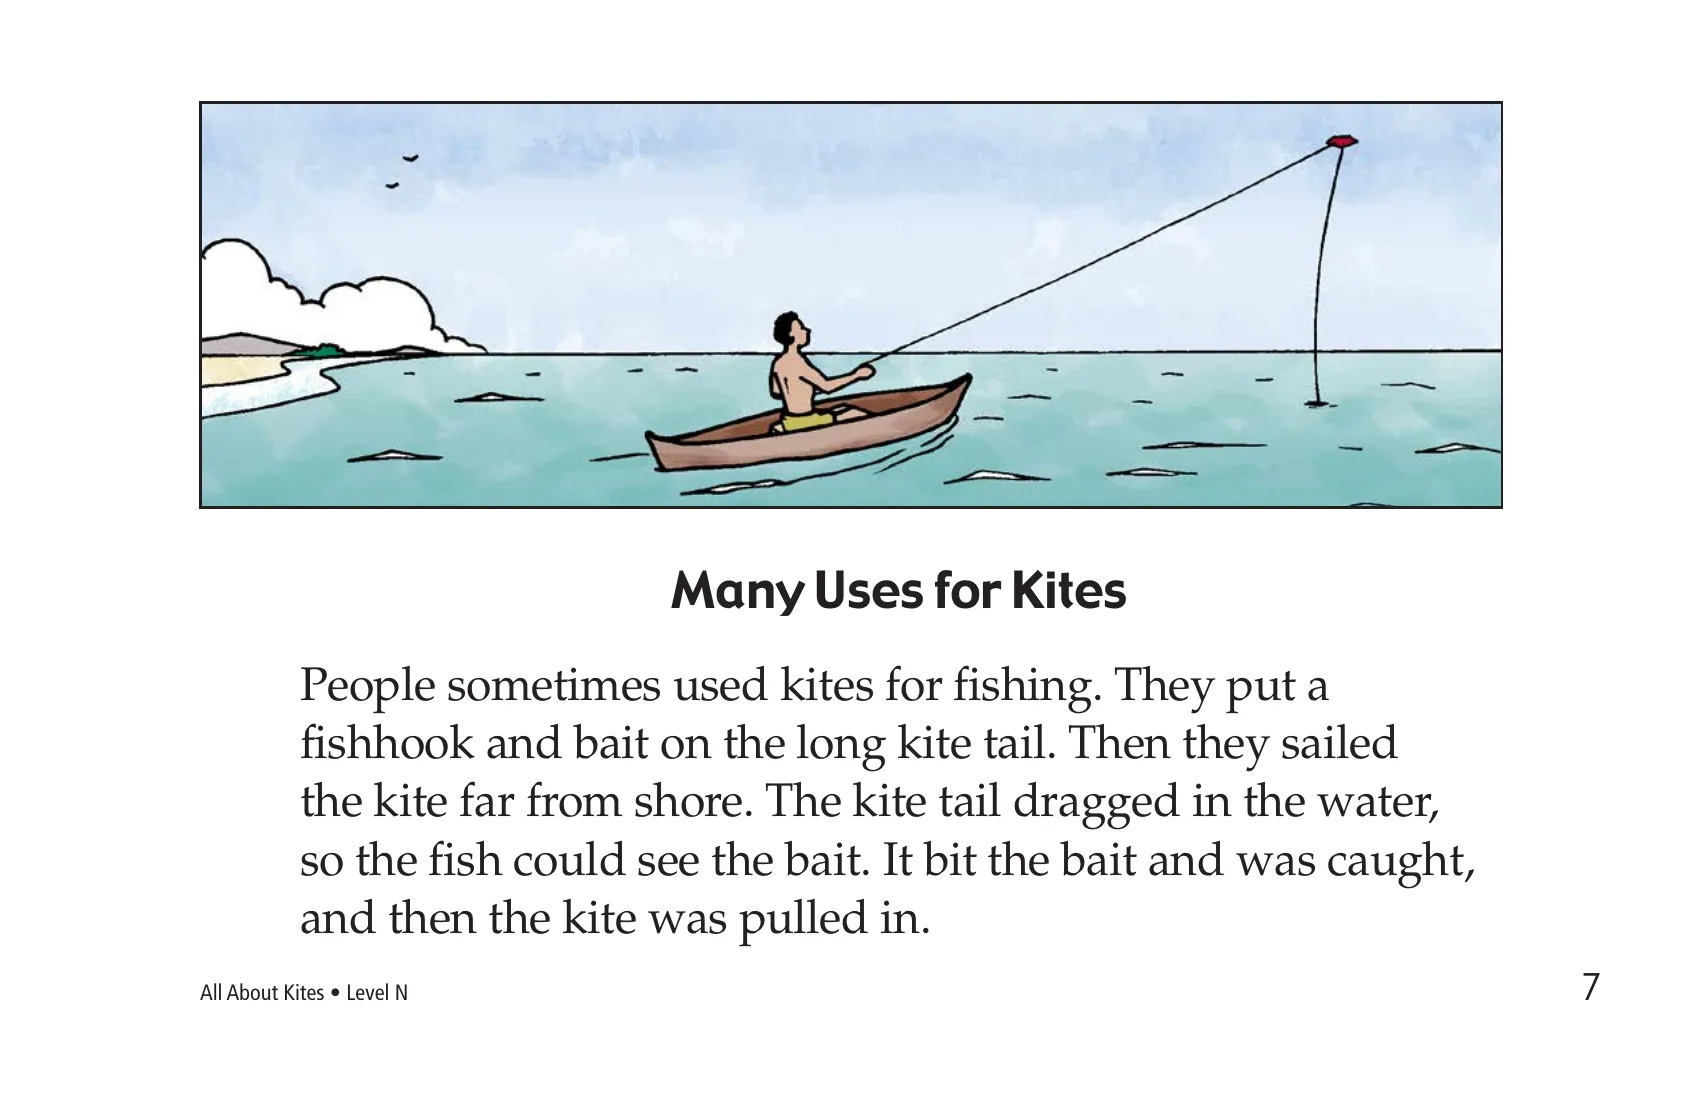 Many Uses for Kites
People sometimes used kites for fishing. They put a
fishhook and bait on the long kite tail. Then they sailed
the kite far from shore. The kite tail dragged in the water,
so the fish could see the bait. It bit the bait and was caught,
and then the kite was pulled in.
All About Kites • Level N
7